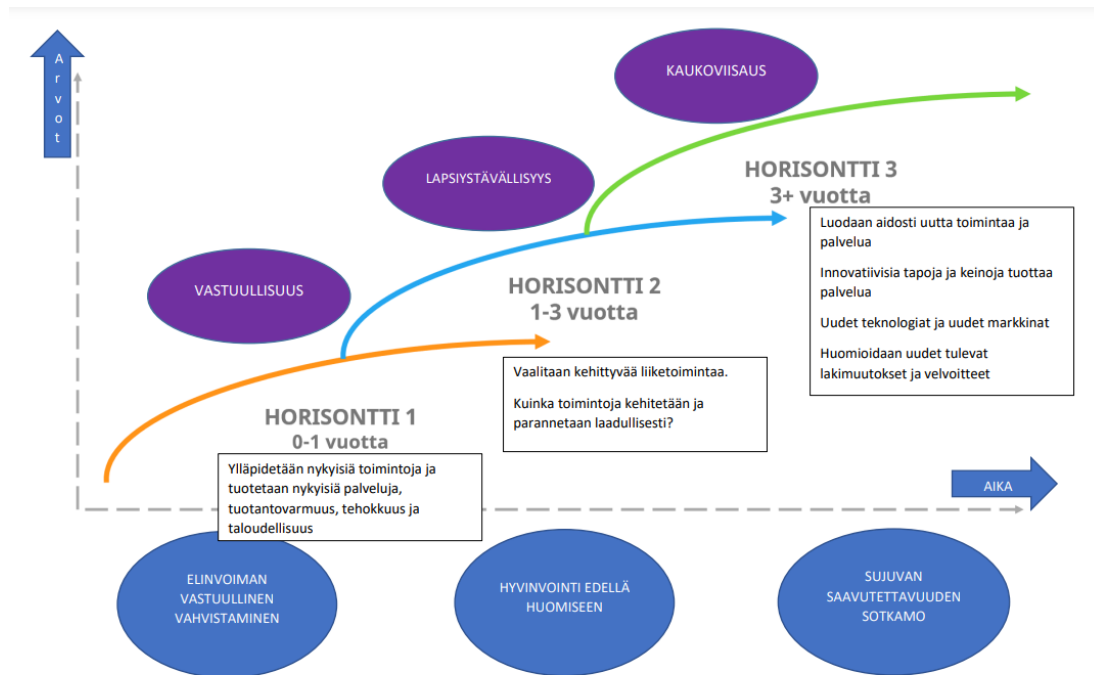 Arvot
KAUKOVIISAUS
LAPSIYSTÄVÄLLISYYS
VASTUULLISUUS
HORISONTTI 3
3+ vuotta
Luodaan aidosti uutta toimintaa ja
palvelua
Innovatiivisia tapoja ja keinoja tuottaa
palvelua
Uudet teknologiat ja uudet markkinat
Huomioidaan uudet tulevat
lakimuutokset ja velvoitteet
HORISONTTI 2
1-3 vuotta
Vaalitaan kehittyvää liiketoimintaa.
Kuinka toimintoja kehitetään ja
parannetaan laadullisesti?
HORISONTTI 1
0-1 vuotta
Ylläpidetään nykyisiä toimintoja ja
tuotetaan nykyisiä palveluja,
tuotantovarmuus, tehokkuus ja
taloudellisuus
AIKA
ELINVOIMAN
VASTUULLINEN
VAHVISTAMINEN
HYVINVOINTI EDELLÄ
HUOMISEEN
SUJUVAN
SAAVUTETTAVUUDEN
SOTKAMO